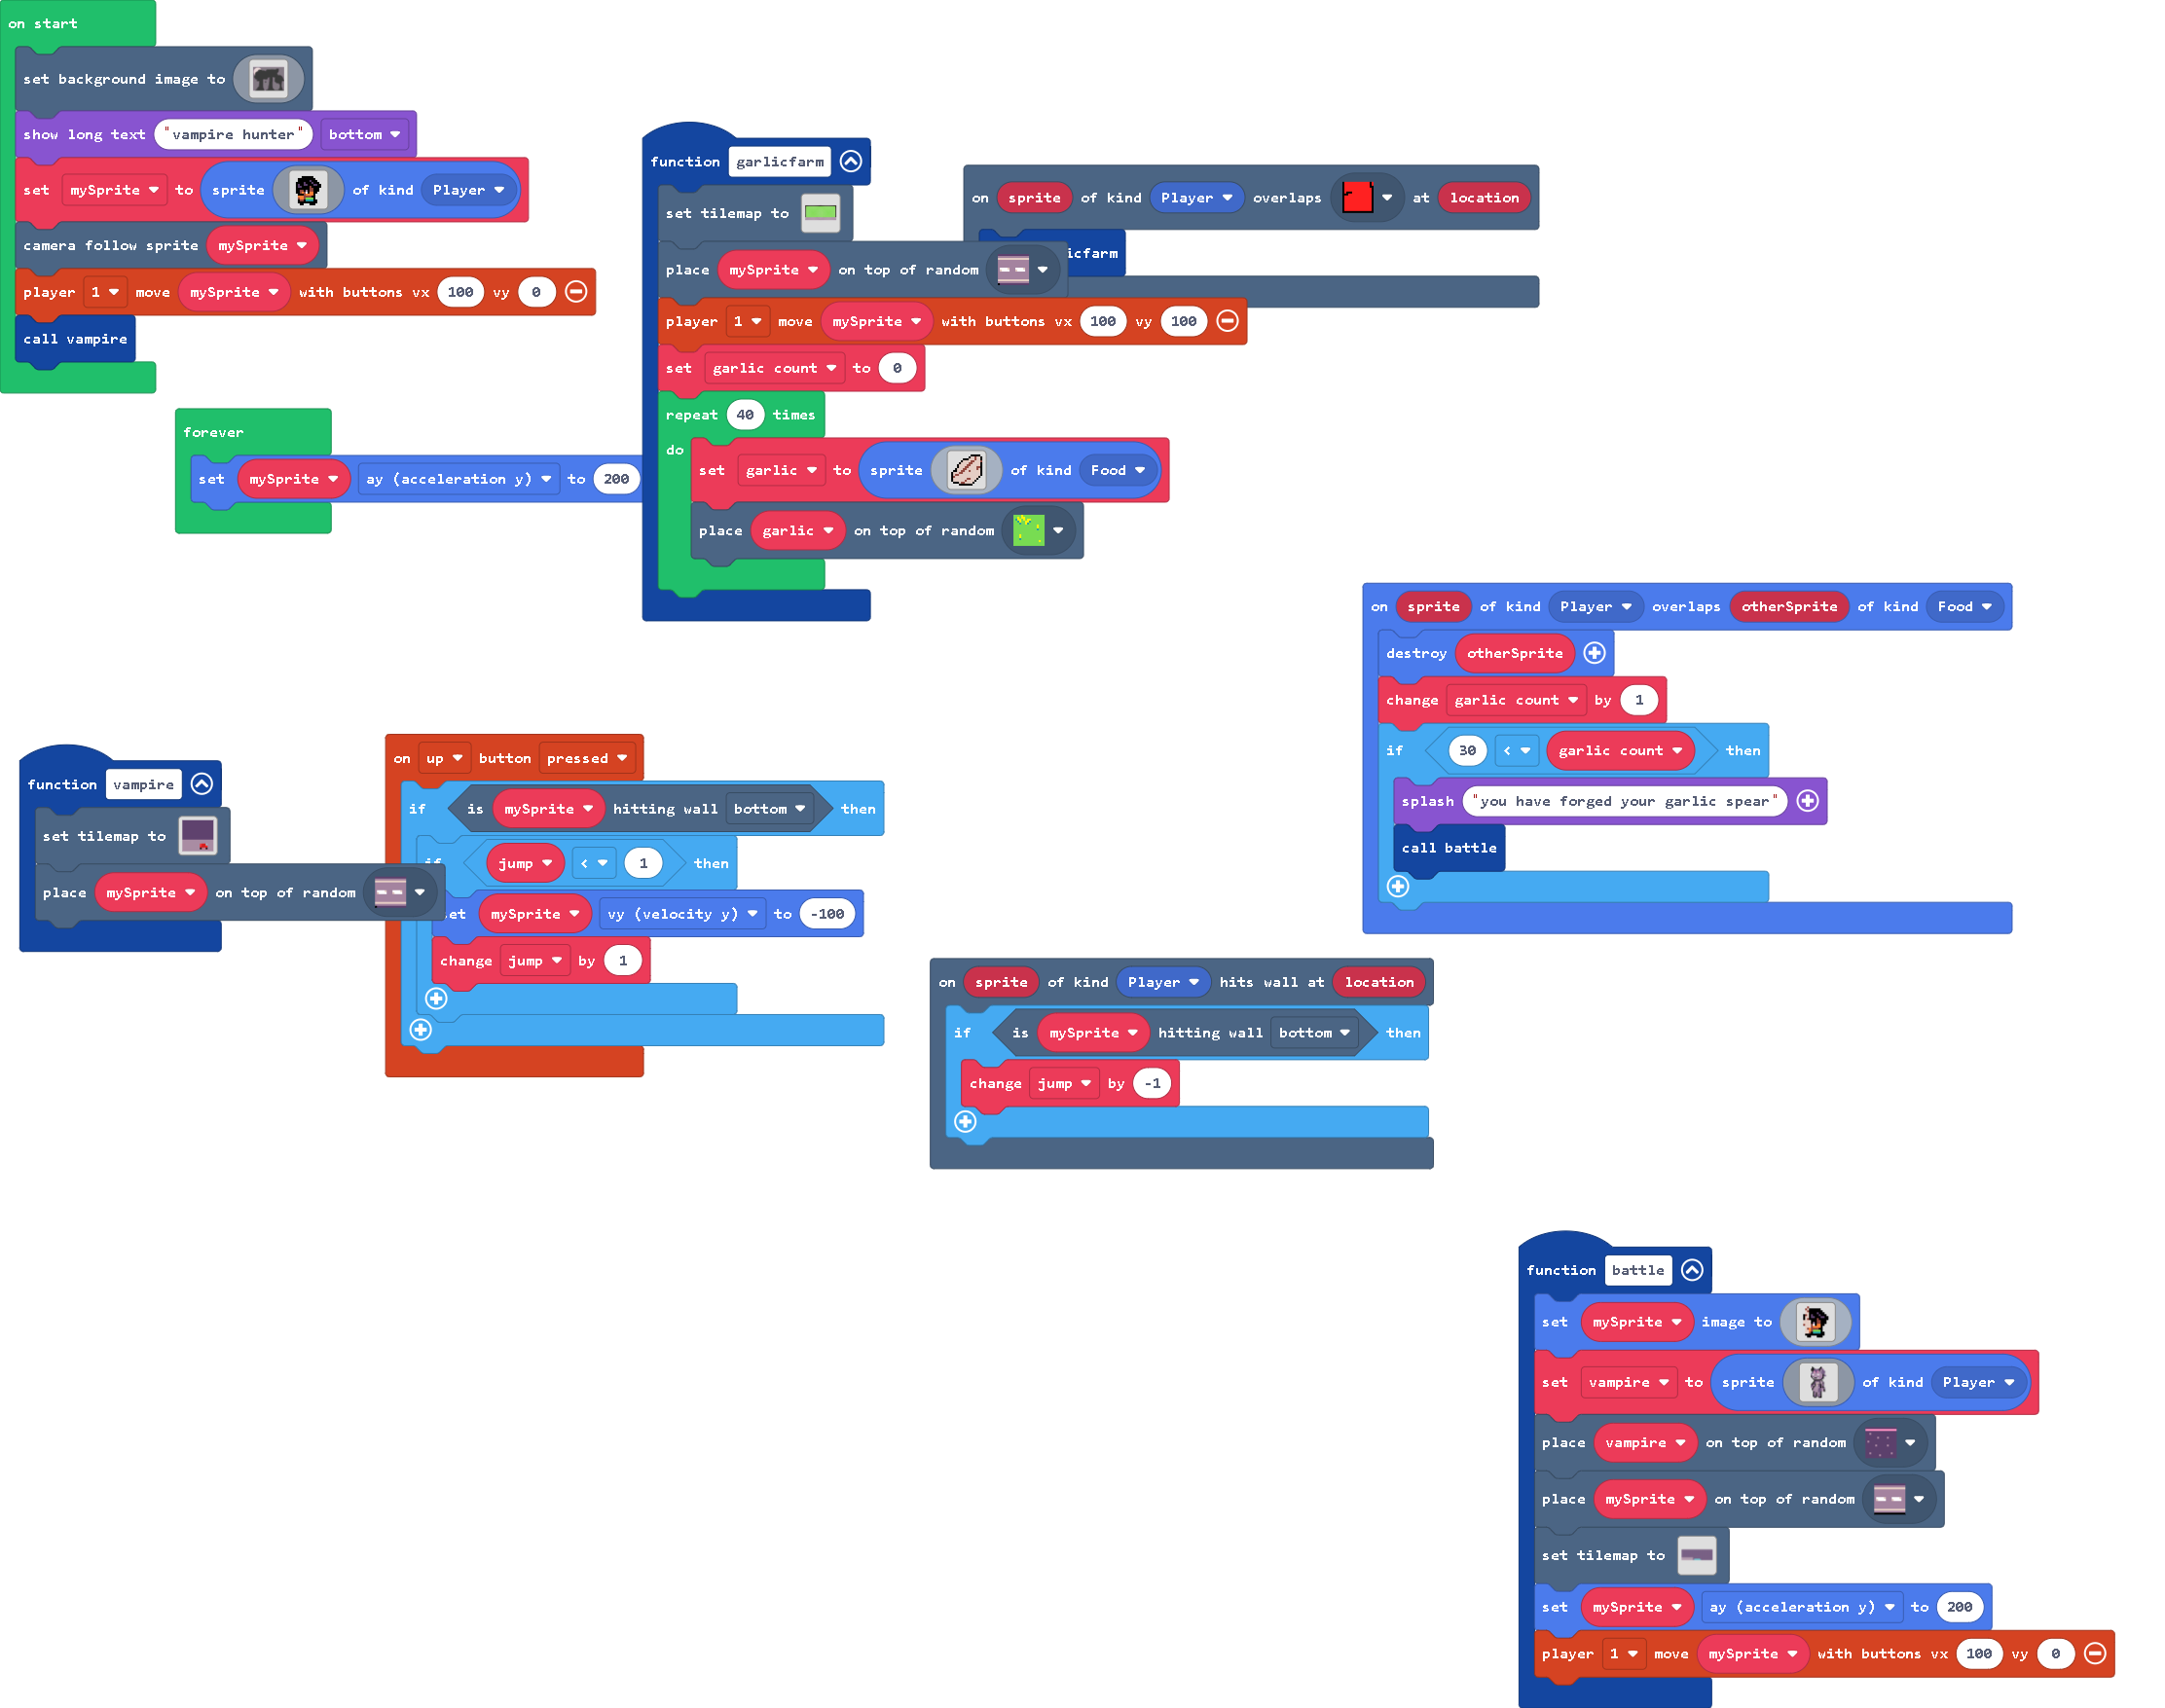 on start
set background image to
show long text "vampire hunter" bottom
set mySprite to sprite of kind Player
camera follow sprite mySprite
player 1 move mySprite with buttons vx 100 vy 0
call vampire
forever
set mySprite ay (acceleration y) to 200
function garlicfarm
set tilemap to
place mySprite on top of random
player 1 move mySprite with buttons vx 100 vy 100
set garlic count to 0
repeat 40 times
do
set garlic to sprite of kind Food
place garlic on top of random
on sprite of kind Player overlaps at location
icfarm
on sprite of kind Player overlaps otherSprite of kind Food
destroy otherSprite
change garlic count by 1
if 30 < garlic count then
splash "you have forged your garlic spear"
call battle
function vampire
set tilemap to
place mySprite on top of random
on up button pressed
if is mySprite hitting wall bottom then
if jump < 1 then
set mySprite vy (velocity y) to -100
change jump by 1
on sprite of kind Player hits wall at location
if is mySprite hitting wall bottom then
change jump by -1
function battle
set mySprite image to
set vampire to sprite of kind Player
place vampire on top of random
place mySprite on top of random
set tilemap to
set mySprite ay (acceleration y) to 200
player 1 move mySprite with buttons vx 100 vy 0